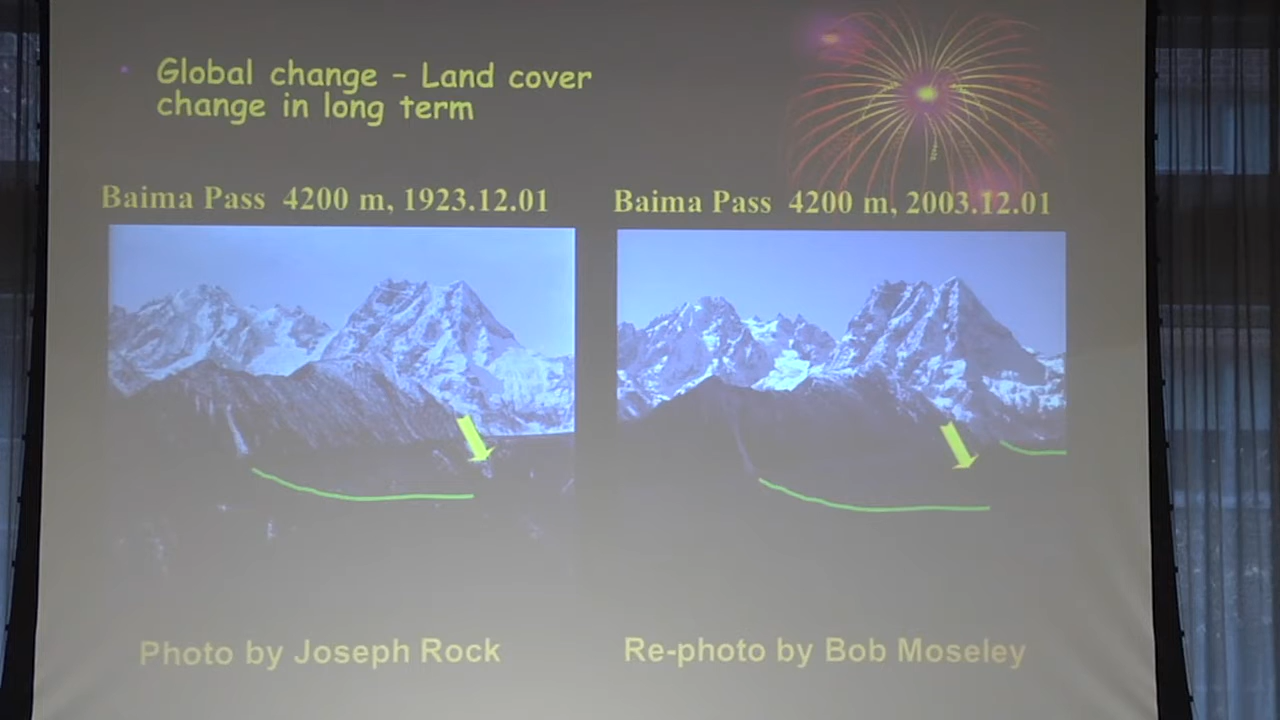 Global change – Land cover
change in long term
Baima Pass 4200 m, 1923.12.01
Baima Pass 4200 m, 2003.12.01
Photo by Joseph Rock
Re-photo by Bob Moseley